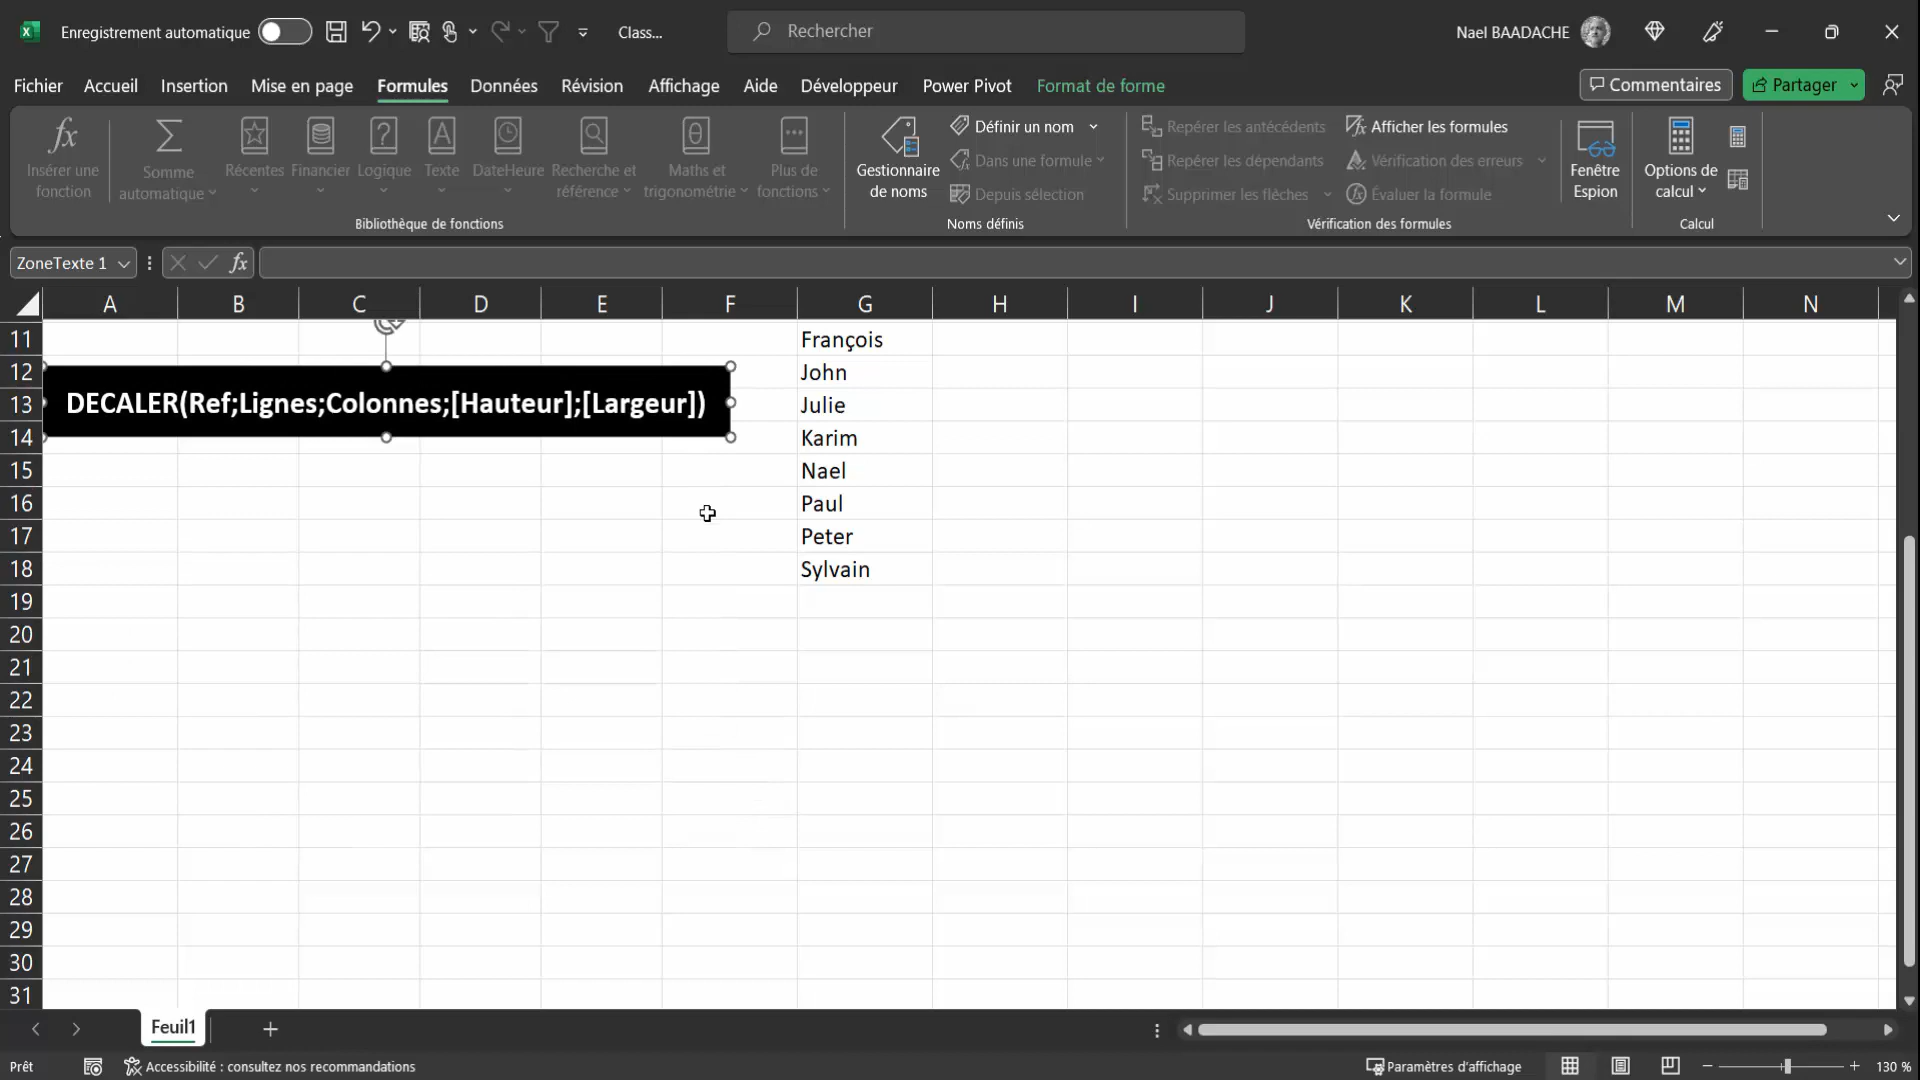 Enregistrement automatique
Class...
Rechercher
Nael BAADACHE
Fichier Accueil Insertion Mise en page Formules Données Révision Affichage Aide Développeur Power Pivot Format de forme
Commentaires
Partager
Insérer une fonction
Somme automatique
Récentes
Financier
Logique
Texte
DateHeure
Recherche et référence
Maths et trigonométrie
Plus de fonctions
Bibliothèque de fonctions
Gestionnaire de noms
Définir un nom
Dans une formule
Depuis sélection
Noms définis
Repérer les antécédents
Repérer les dépendants
Supprimer les flèches
Afficher les formules
Vérification des erreurs
Évaluer la formule
Vérification des formules
Fenêtre Espion
Options de calcul
Calcul
ZoneTexte 1
fx
A B C D E F G H I J K L M N
11 François
12 John
DECALER(Ref;Lignes;Colonnes;[Hauteur];[Largeur])
13 Julie
14 Karim
15 Nael
16 Paul
17 Peter
18 Sylvain
19
20
21
22
23
24
25
26
27
28
29
30
31
Feuil1
Prêt
Accessibilité : consultez nos recommandations
Paramètres d'affichage
130 %